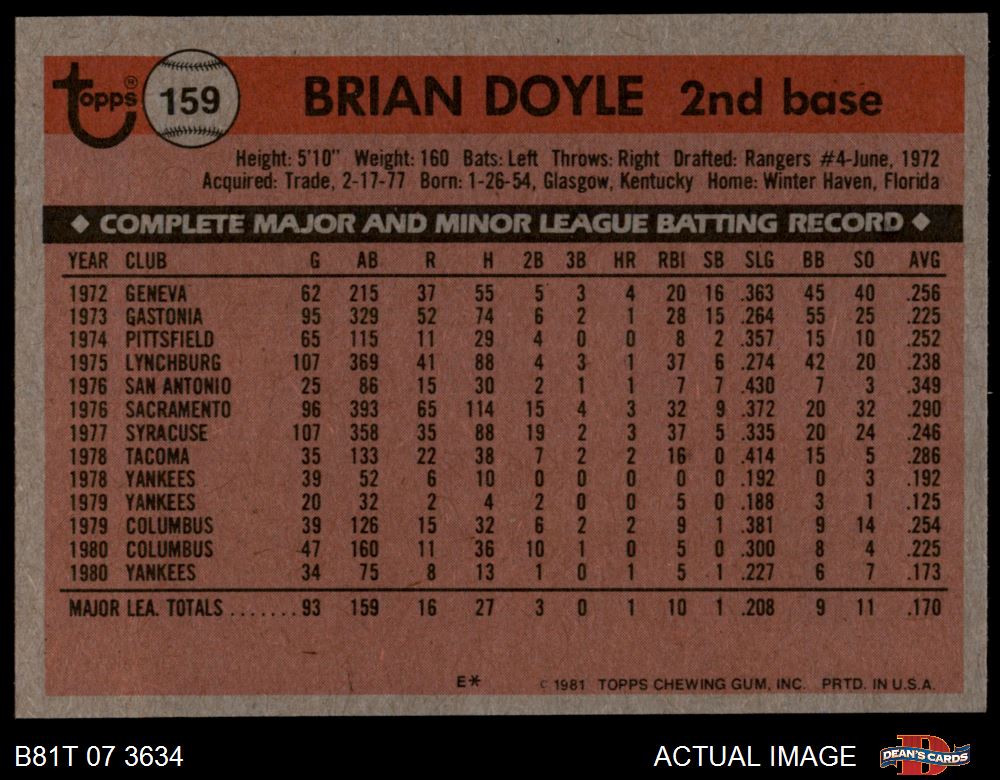 Topps® 159 BRIAN DOYLE 2nd base
Height: 5'10" Weight: 160 Bats: Left Throws: Right Drafted: Rangers #4-June, 1972
Acquired: Trade, 2-17-77 Born: 1-26-54, Glasgow, Kentucky Home: Winter Haven, Florida
◆ COMPLETE MAJOR AND MINOR LEAGUE BATTING RECORD ◆
YEAR CLUB G AB R H 2B 3B HR RBI SB SLG BB SO AVG
1972 GENEVA 62 215 37 55 5 3 4 20 16 .363 45 40 .256
1973 GASTONIA 95 329 52 74 6 2 1 28 15 .264 55 25 .225
1974 PITTSFIELD 65 115 11 29 4 0 0 8 2 .357 15 10 .252
1975 LYNCHBURG 107 369 41 88 4 3 1 37 6 .274 42 20 .238
1976 SAN ANTONIO 25 86 15 30 2 1 1 7 7 .430 7 3 .349
1976 SACRAMENTO 96 393 65 114 15 4 3 32 9 .372 20 32 .290
1977 SYRACUSE 107 358 35 88 19 2 3 37 5 .335 20 24 .246
1978 TACOMA 35 133 22 38 7 2 2 16 0 .414 15 5 .286
1978 YANKEES 39 52 6 10 0 0 0 0 0 .192 0 3 .192
1979 YANKEES 20 32 2 4 2 0 0 5 0 .188 3 1 .125
1979 COLUMBUS 39 126 15 32 6 2 2 9 1 .381 9 14 .254
1980 COLUMBUS 47 160 11 36 10 1 0 5 0 .300 8 4 .225
1980 YANKEES 34 75 8 13 1 0 1 5 1 .227 6 7 .173
MAJOR LEA. TOTALS ....... 93 159 16 27 3 0 1 10 1 .208 9 11 .170
E* © 1981 TOPPS CHEWING GUM, INC. PRTD. IN U.S.A.
B81T 07 3634 ACTUAL IMAGE DEAN'S CARDS